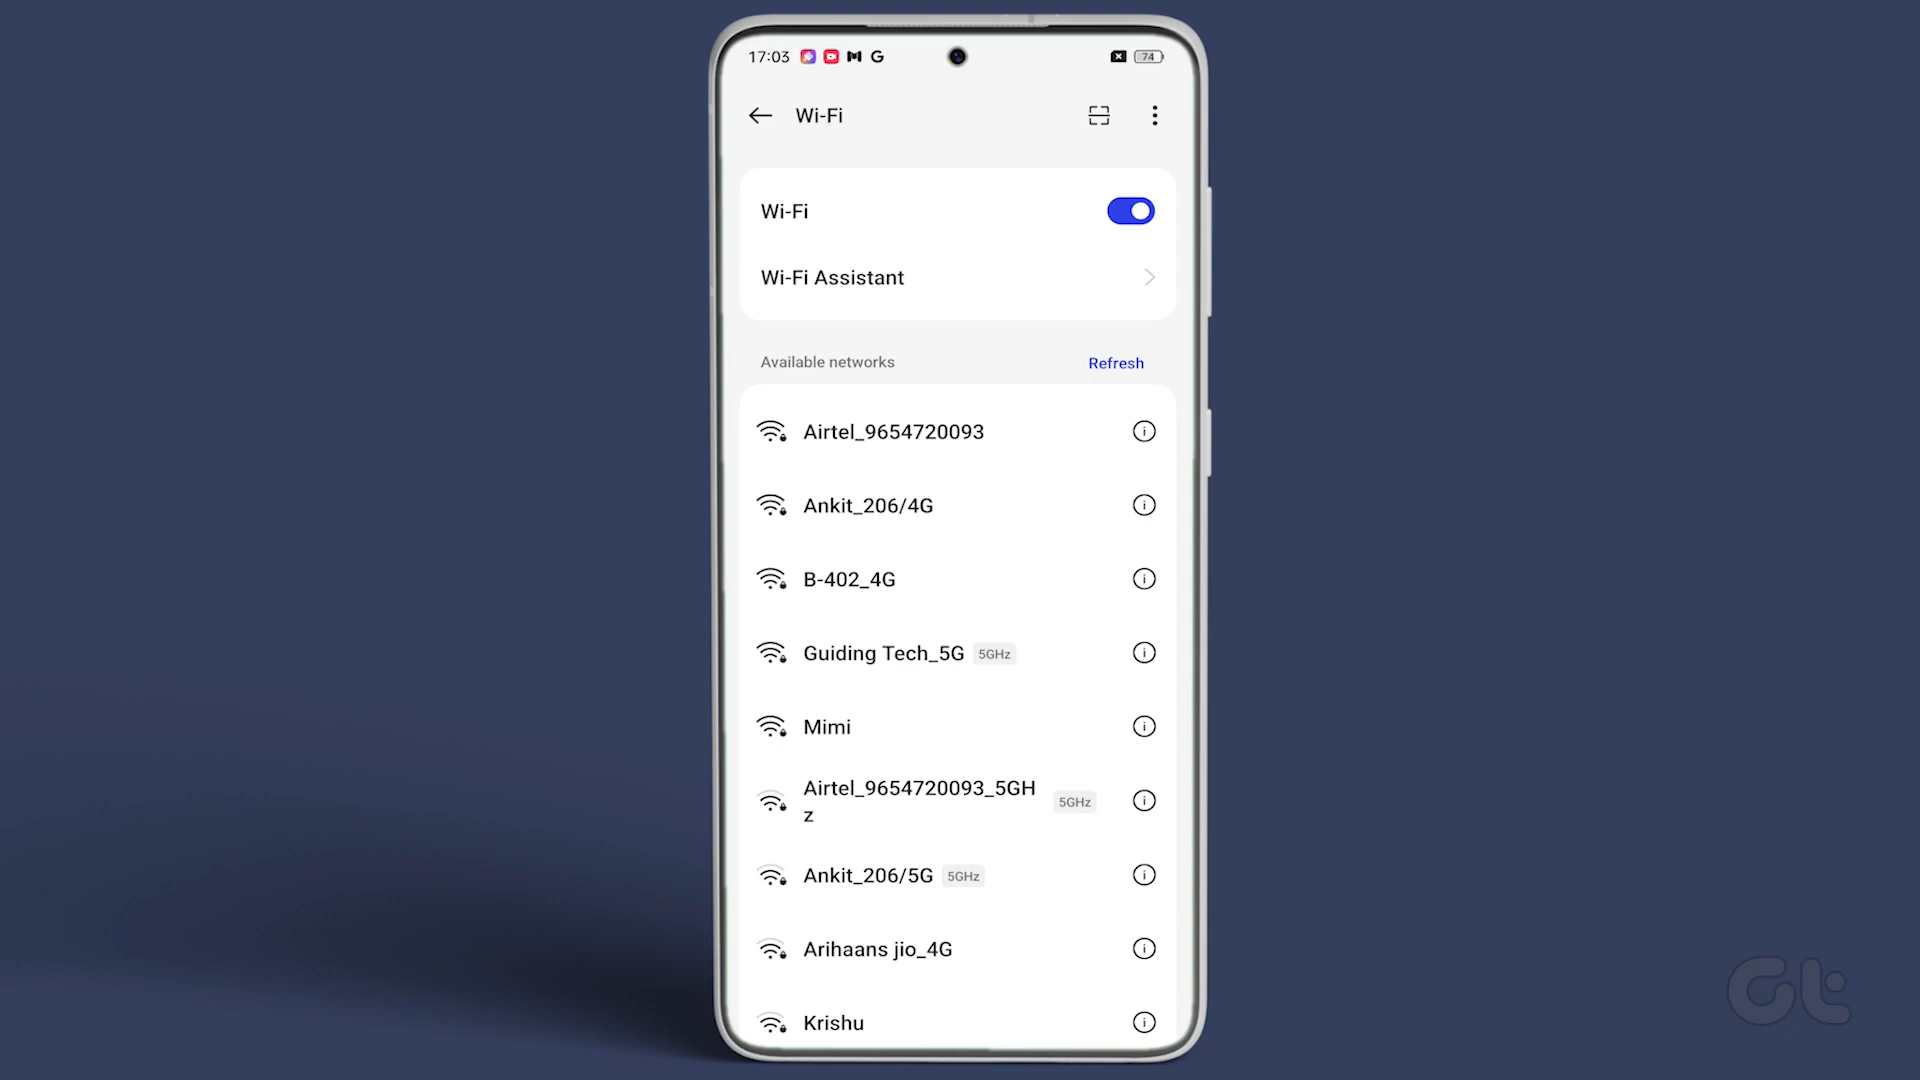 17:03 G 74
Wi-Fi
Wi-Fi
Wi-Fi Assistant
Available networks Refresh
Airtel_9654720093
Ankit_206/4G
B-402_4G
Guiding Tech_5G 5GHz
Mimi
Airtel_9654720093_5GH
z 5GHz
Ankit_206/5G 5GHz
Arihaans jio_4G
Krishu
Gt